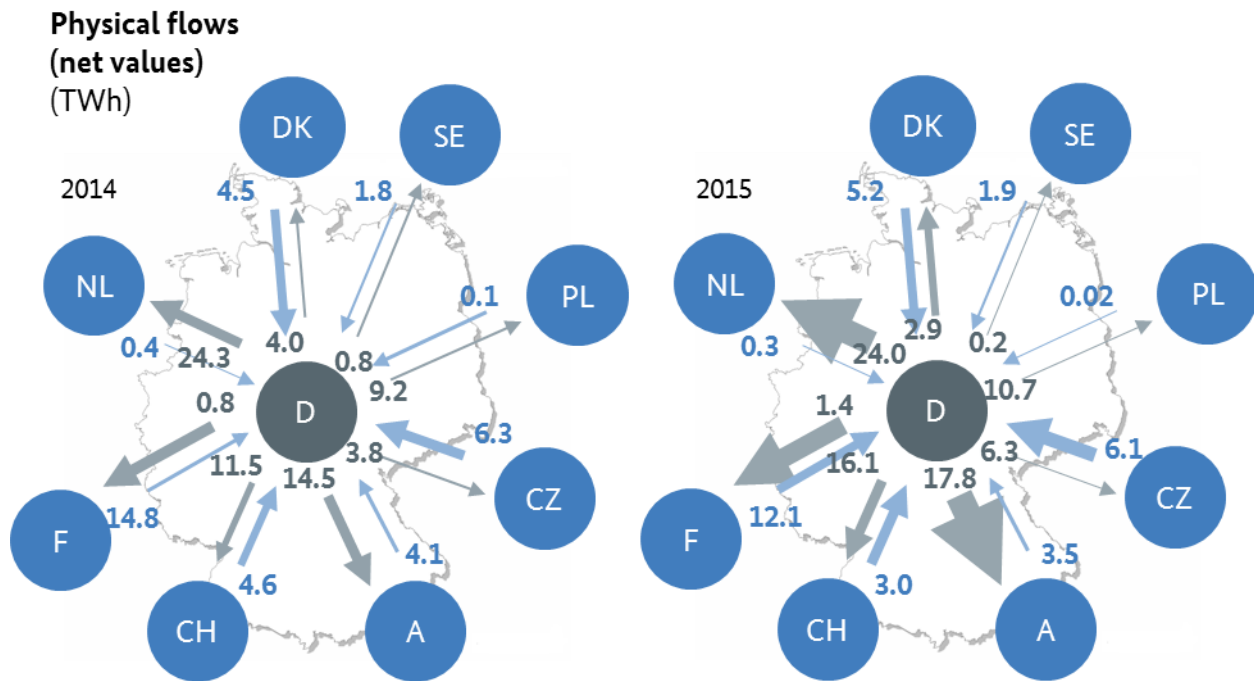 Physical flows
(net values)
(TWh)
2014
DK
SE
4.5
1.8
NL
PL
0.1
0.4
24.3
4.0
0.8
9.2
0.8
D
6.3
3.8
11.5
14.5
CZ
14.8
F
4.6
4.1
CH
A
2015
DK
SE
5.2
1.9
NL
PL
0.02
0.3
24.0
2.9
0.2
10.7
1.4
D
6.1
6.3
16.1
17.8
CZ
12.1
F
3.0
3.5
CH
A